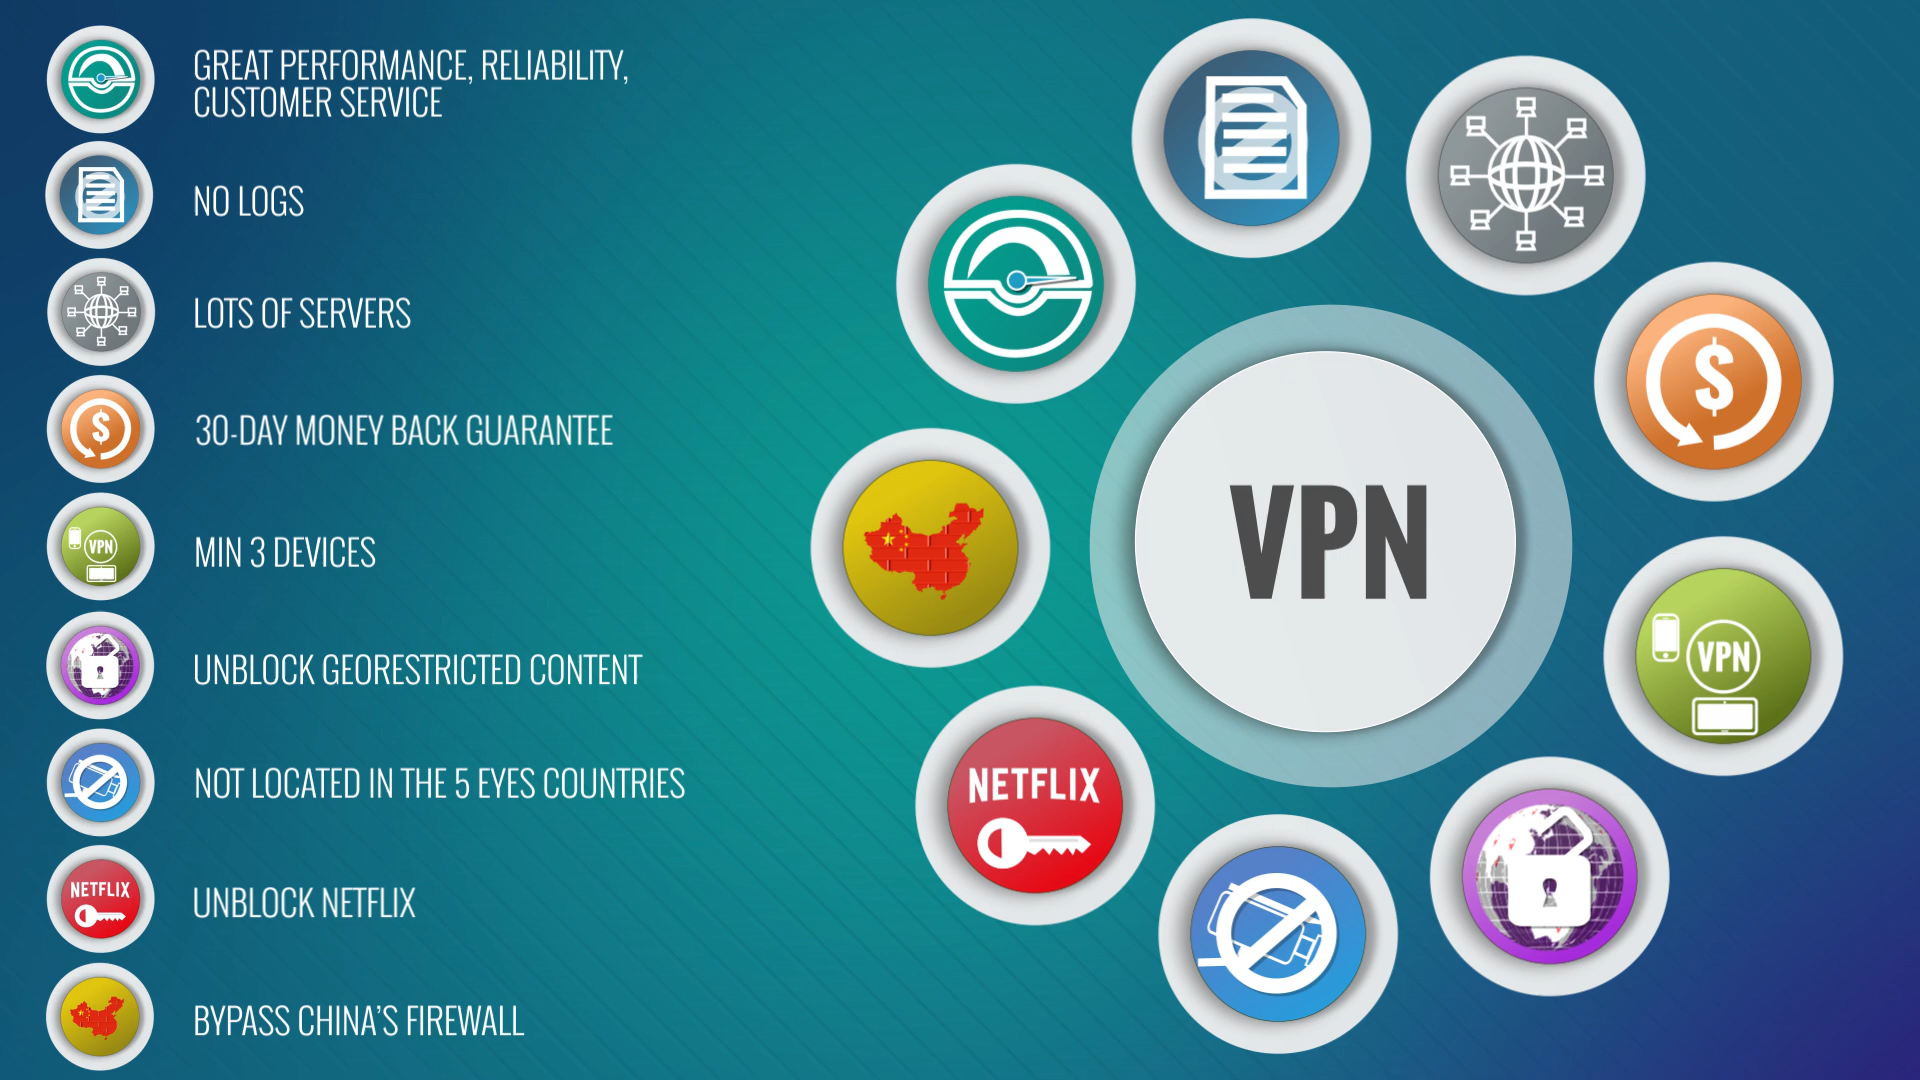 GREAT PERFORMANCE, RELIABILITY,
CUSTOMER SERVICE
NO LOGS
LOTS OF SERVERS
$
30-DAY MONEY BACK GUARANTEE
VPN
MIN 3 DEVICES
UNBLOCK GEORESTRICTED CONTENT
NOT LOCATED IN THE 5 EYES COUNTRIES
NETFLIX
UNBLOCK NETFLIX
BYPASS CHINA'S FIREWALL
$
VPN
VPN
NETFLIX